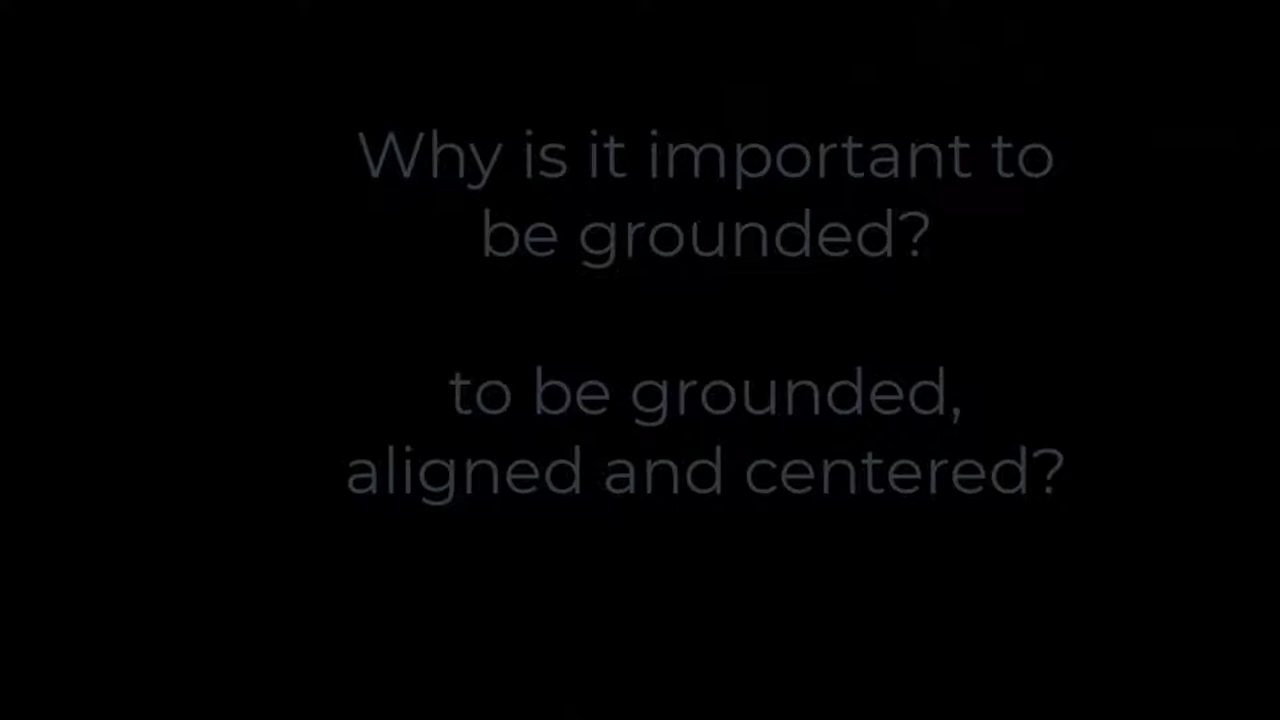 Why is it important to
be grounded?
to be grounded,
aligned and centered?